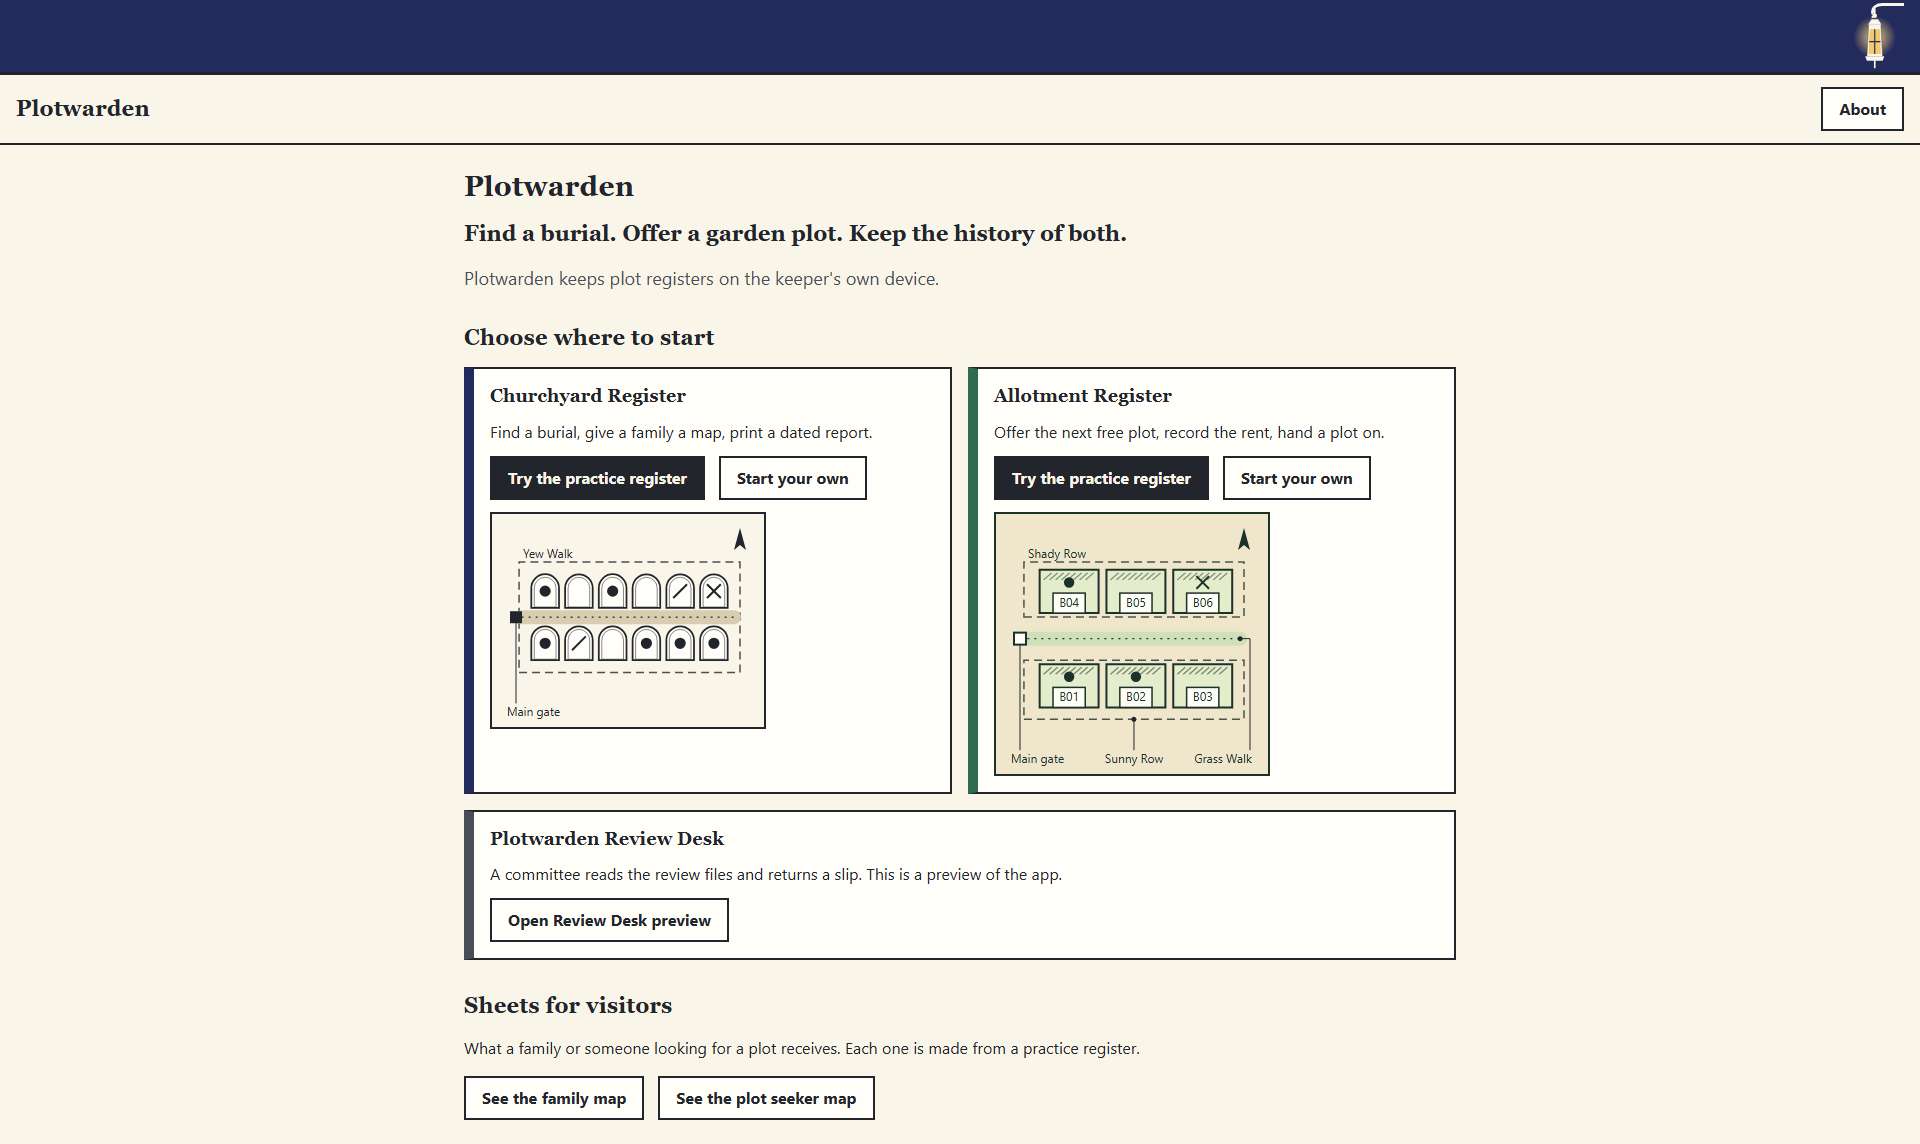 Plotwarden
About
Plotwarden
Find a burial. Offer a garden plot. Keep the history of both.
Plotwarden keeps plot registers on the keeper's own device.
Choose where to start
Churchyard Register
Find a burial, give a family a map, print a dated report.
Try the practice register
Start your own
Yew Walk
Main gate
Allotment Register
Offer the next free plot, record the rent, hand a plot on.
Try the practice register
Start your own
Shady Row
B04
B05
B06
B01
B02
B03
Main gate
Sunny Row
Grass Walk
Plotwarden Review Desk
A committee reads the review files and returns a slip. This is a preview of the app.
Open Review Desk preview
Sheets for visitors
What a family or someone looking for a plot receives. Each one is made from a practice register.
See the family map
See the plot seeker map